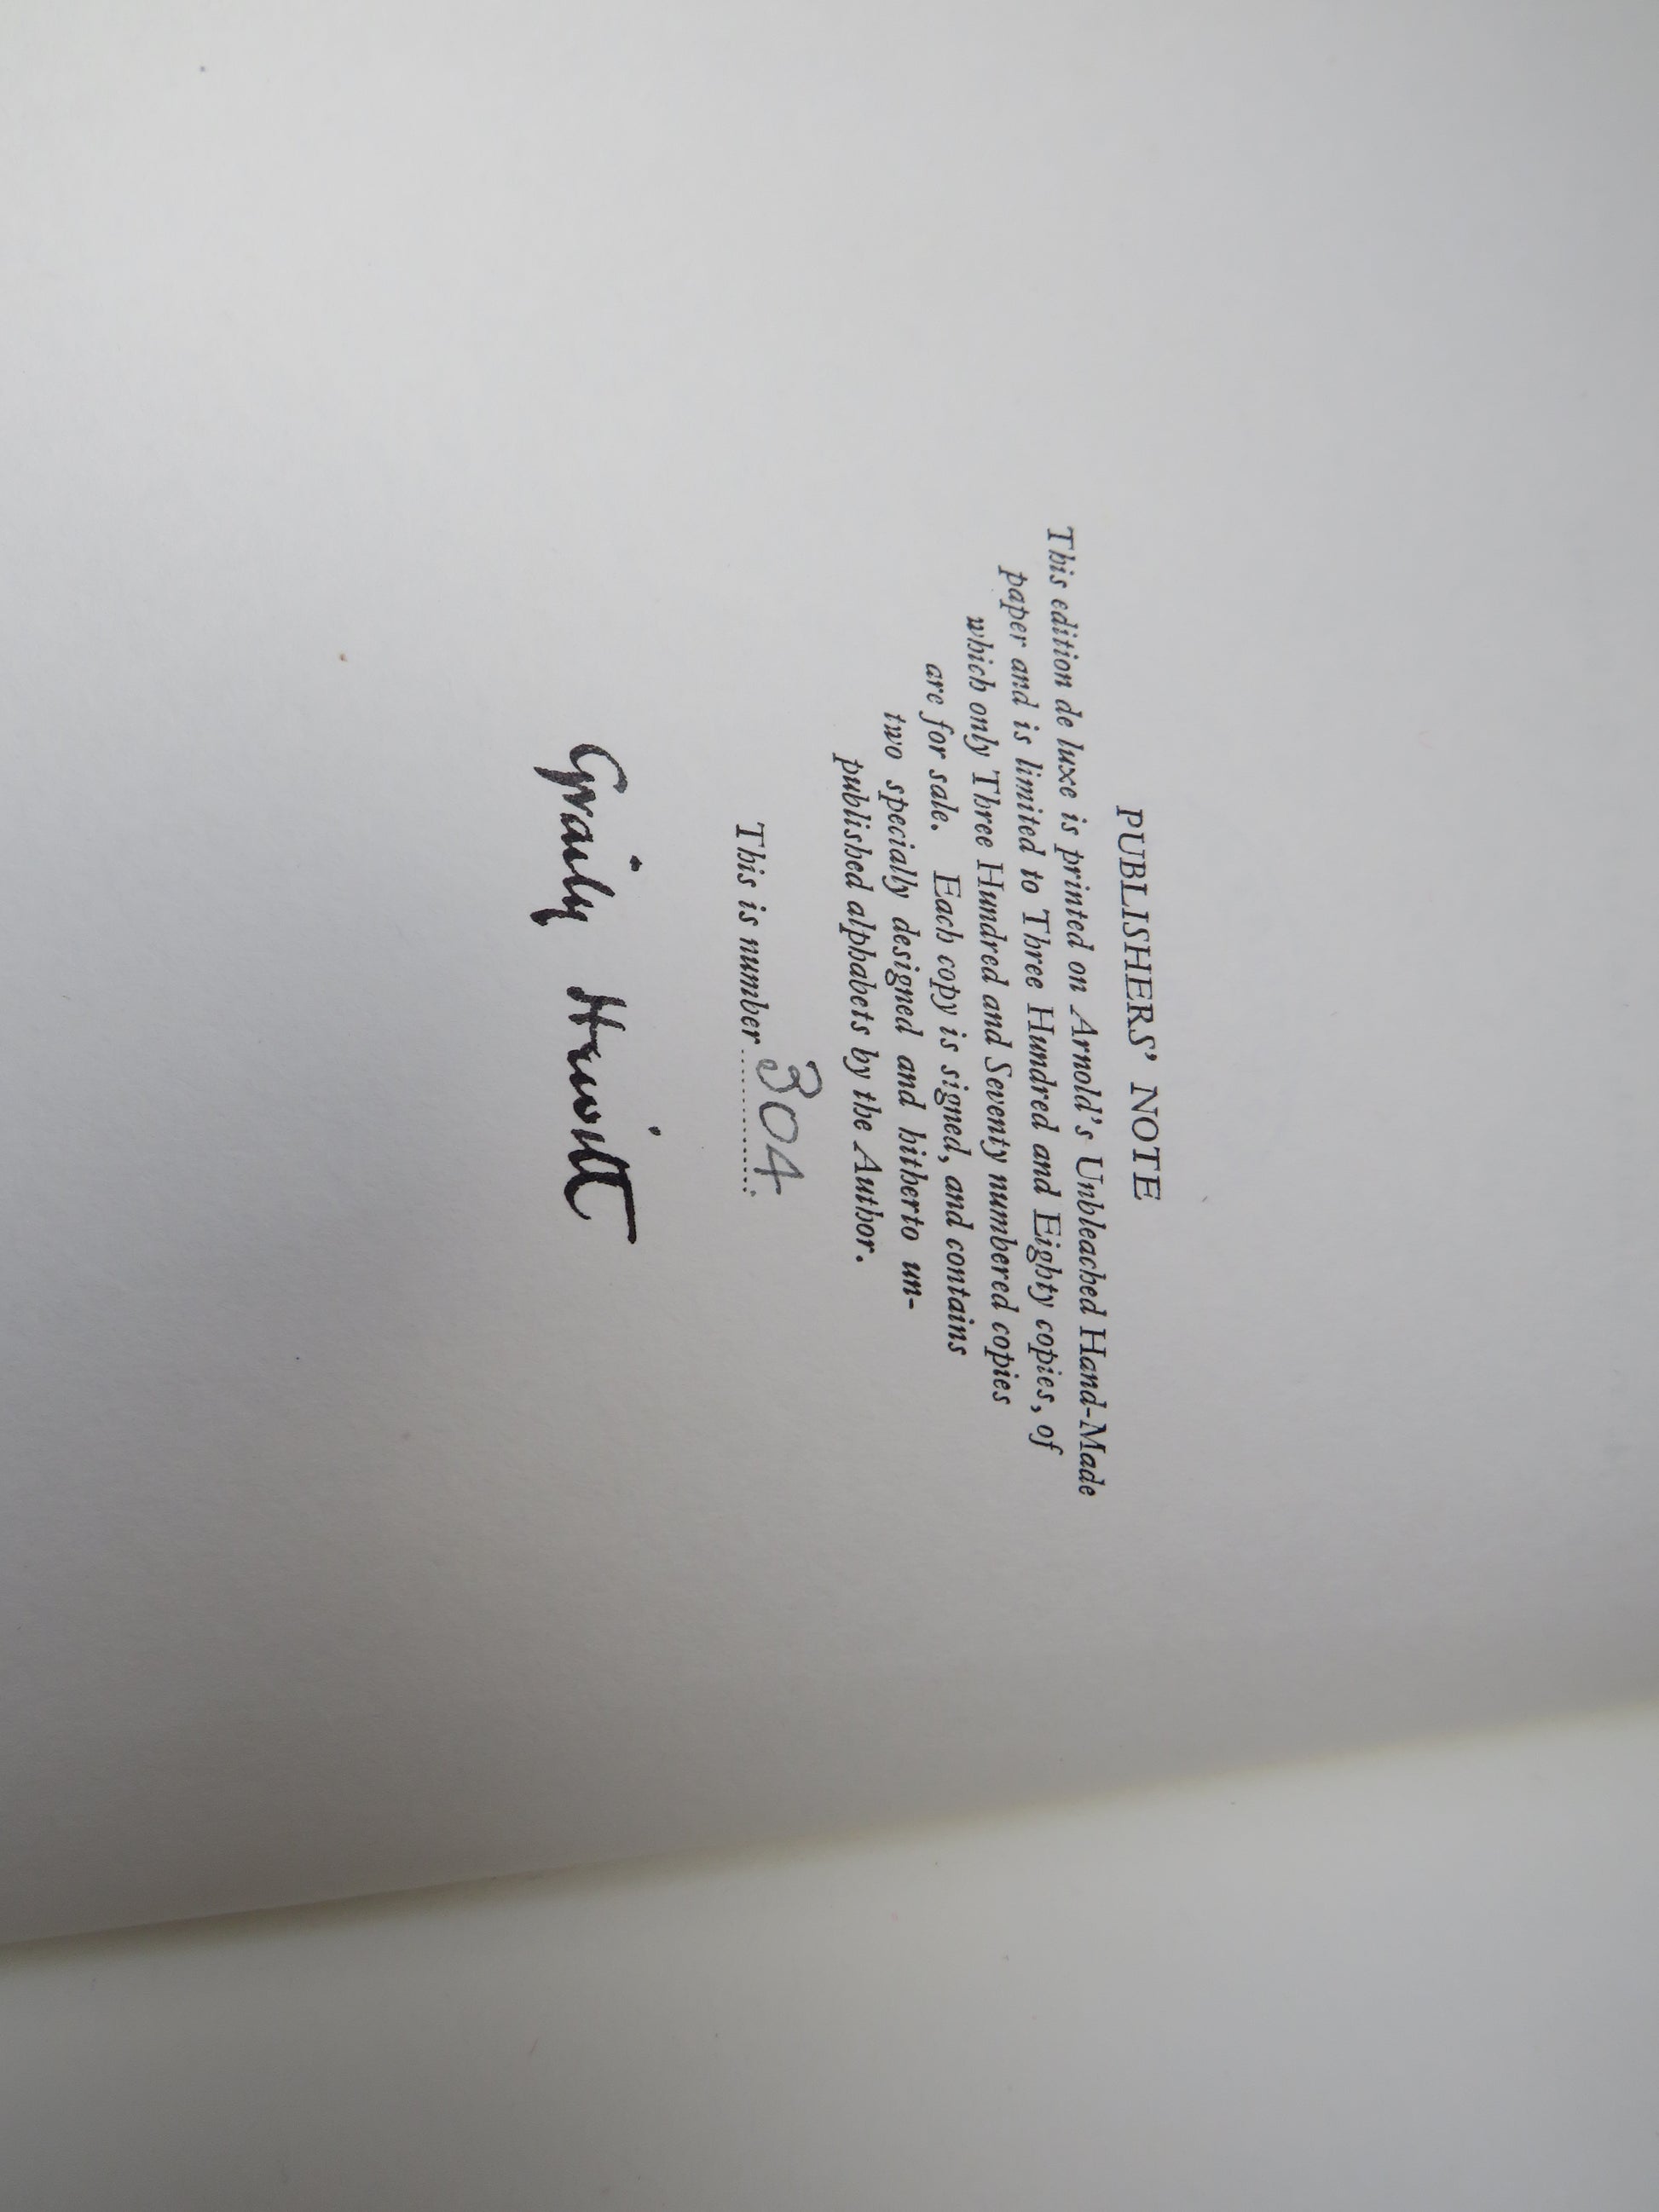 PUBLISHERS' NOTE
This edition de luxe is printed on Arnold's Unbleached Hand-Made
paper and is limited to Three Hundred and Eighty copies, of
which only Three Hundred and Seventy numbered copies
are for sale. Each copy is signed, and contains
two specially designed and hitherto un-
published alphabets by the Author.
This is number 304
Graily Hewitt